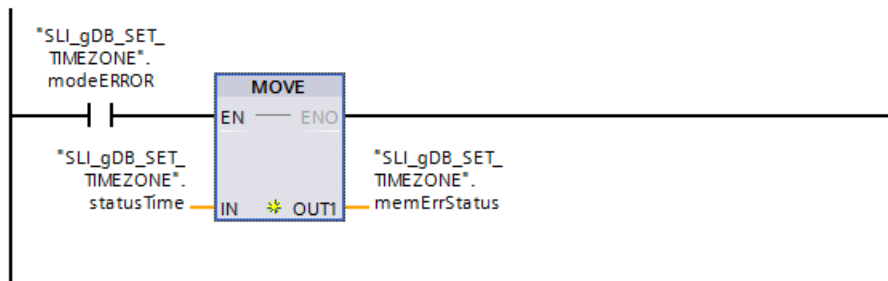 "SLI_gDB_SET_
TIMEZONE".
modeERROR
MOVE
EN
ENO
"SLI_gDB_SET_
TIMEZONE".
statusTime
IN
OUT1
"SLI_gDB_SET_
TIMEZONE".
memErrStatus